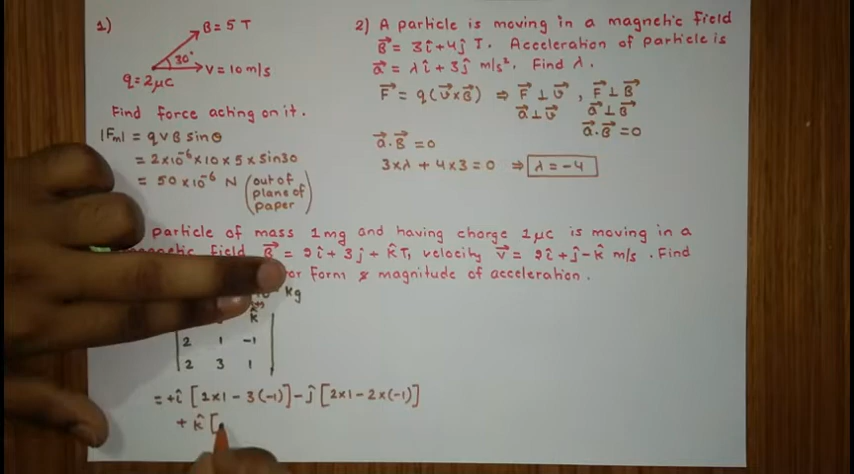 1)
B⃗ = 5 T
30°
V = 10 m/s
q = 2μc
Find force acting on it.
|Fm| = q v B sinθ
= 2×10⁻⁶ × 10 × 5 × sin30
= 50 × 10⁻⁶ N (out of plane of paper)
2) A particle is moving in a magnetic field
B⃗ = 3î + 4ĵ T. Acceleration of particle is
a⃗ = λî + 3ĵ m/s². Find λ.
F⃗ = q(v⃗ × B⃗) ⇒ F⃗ ⊥ v⃗ , F⃗ ⊥ B⃗
a⃗ ⊥ v⃗ a⃗ ⊥ B⃗
a⃗.B⃗ = 0
a⃗.B⃗ = 0
3×λ + 4×3 = 0 ⇒ λ = -4
particle of mass 1mg and having charge 1μc is moving in a
magnetic field B⃗ = 2î + 3ĵ + k̂ T, velocity v⃗ = 2î + ĵ - k̂ m/s. Find
form & magnitude of acceleration.
kg
k̂
2 1 -1
2 3 1
= +î [2×1 - 3(-1)] - ĵ [2×1 - 2×(-1)]
+ k̂ [